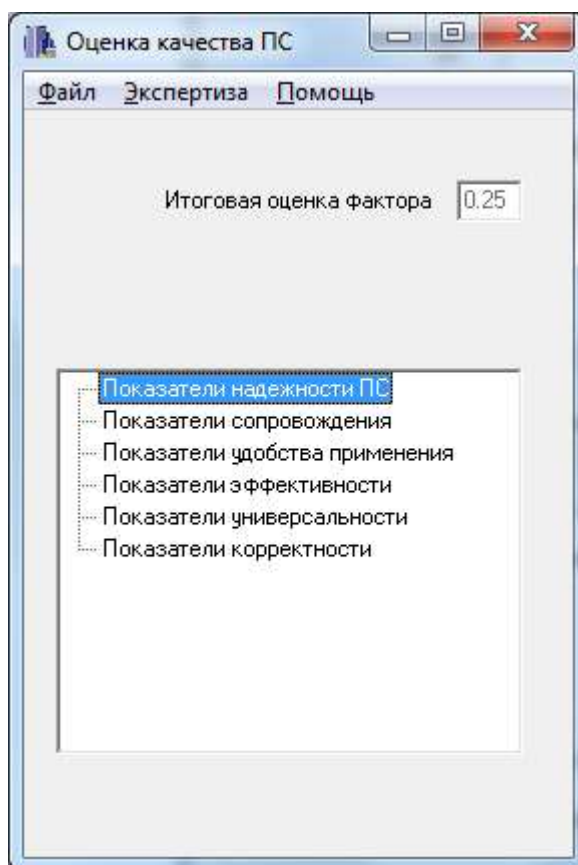 Оценка качества ПС
Файл Экспертиза Помощь
Итоговая оценка фактора 0.25
Показатели надежности ПС
Показатели сопровождения
Показатели удобства применения
Показатели эффективности
Показатели универсальности
Показатели корректности